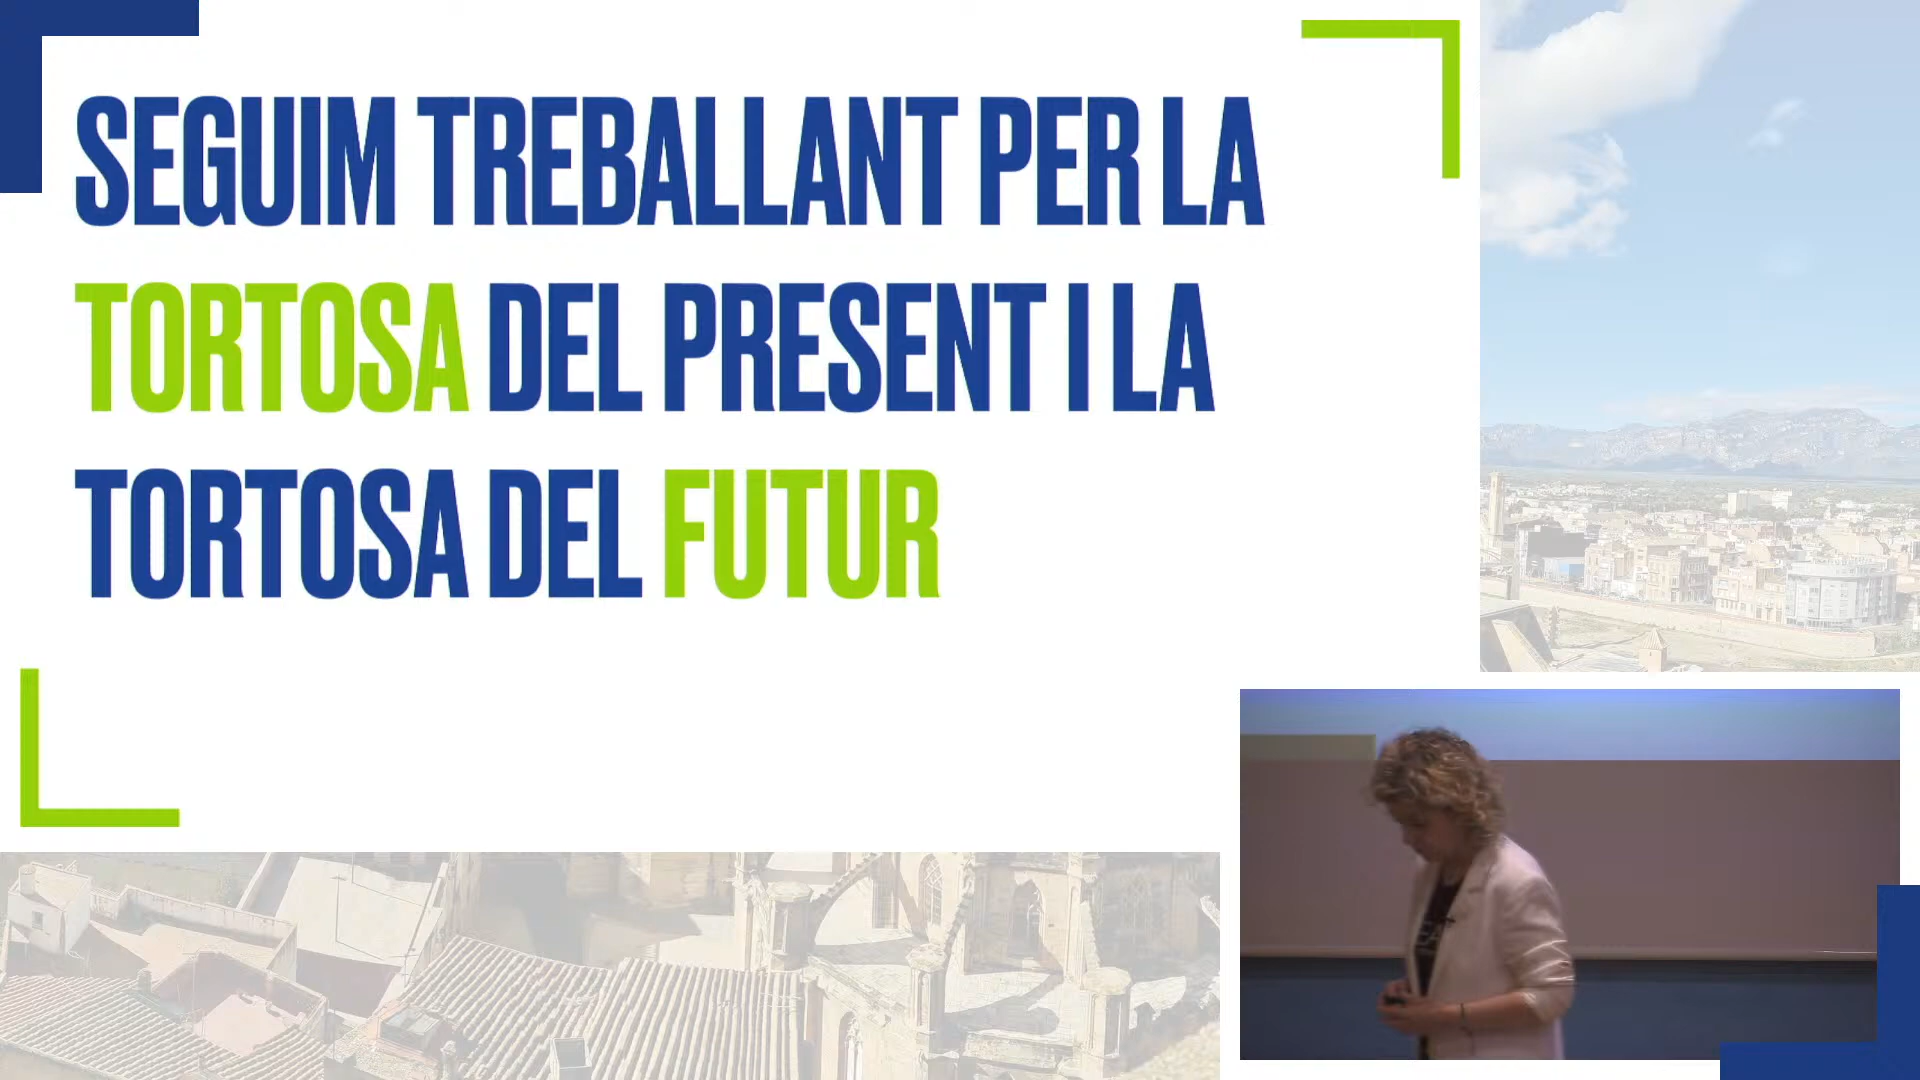 SEGUIM TREBALLANT PER LA
TORTOSA DEL PRESENT I LA
TORTOSA DEL FUTUR